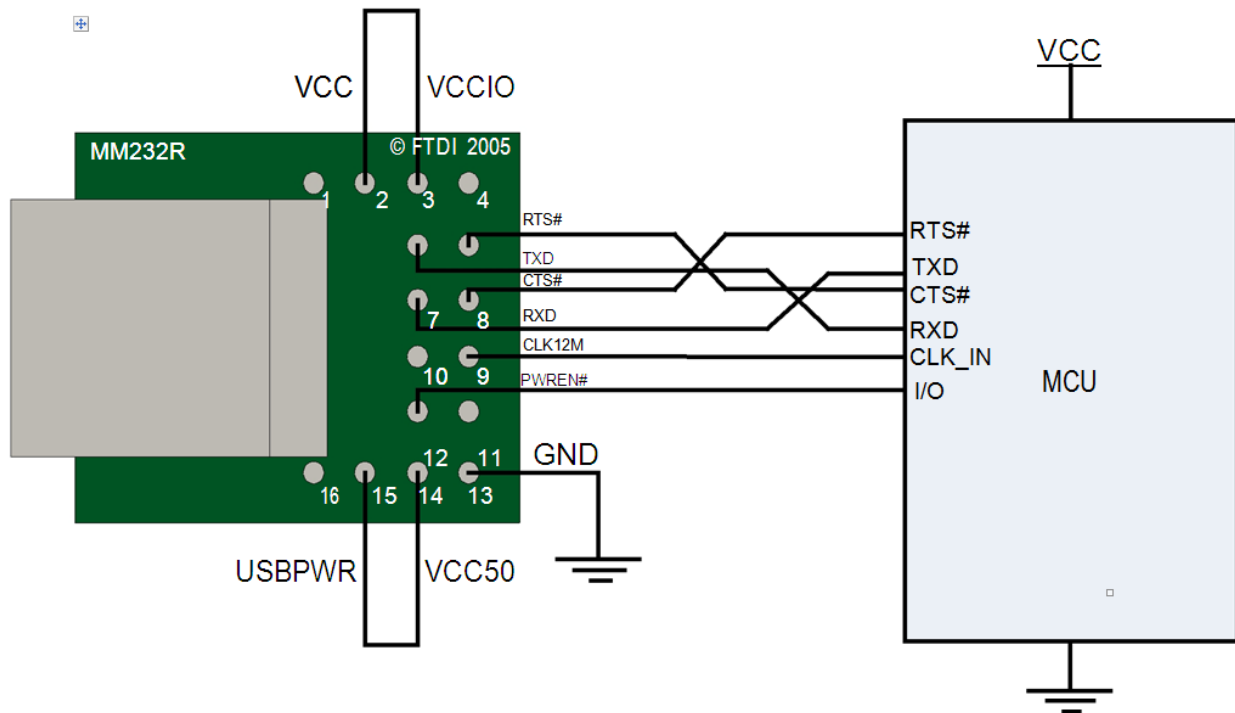 VCC
VCC VCCIO
MM232R © FTDI 2005
1 2 3 4
RTS# RTS#
TXD TXD
CTS# CTS#
7 8
RXD RXD
CLK12M CLK_IN
10 9
MCU
PWREN# I/O
12 11 GND
16 15 14 13
USBPWR VCC50